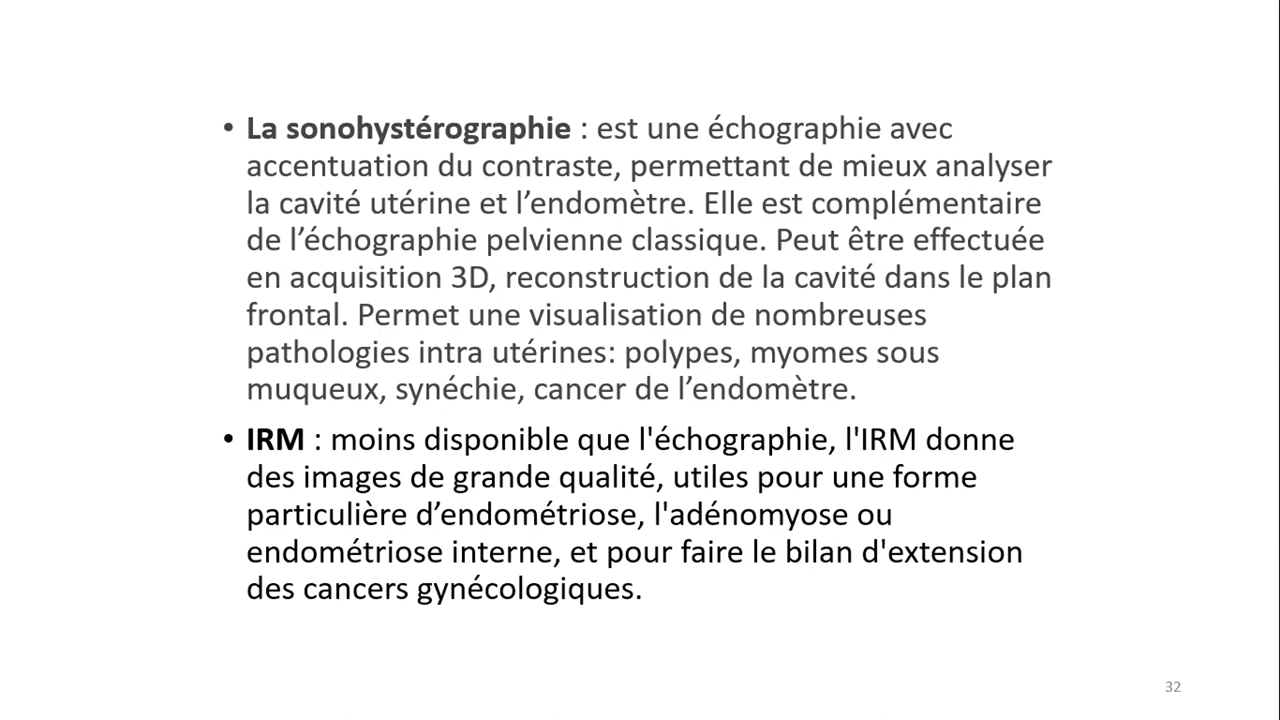 • La sonohystérographie : est une échographie avec
accentuation du contraste, permettant de mieux analyser
la cavité utérine et l’endomètre. Elle est complémentaire
de l’échographie pelvienne classique. Peut être effectuée
en acquisition 3D, reconstruction de la cavité dans le plan
frontal. Permet une visualisation de nombreuses
pathologies intra utérines: polypes, myomes sous
muqueux, synéchie, cancer de l’endomètre.
• IRM : moins disponible que l'échographie, l'IRM donne
des images de grande qualité, utiles pour une forme
particulière d’endométriose, l'adénomyose ou
endométriose interne, et pour faire le bilan d'extension
des cancers gynécologiques.
32